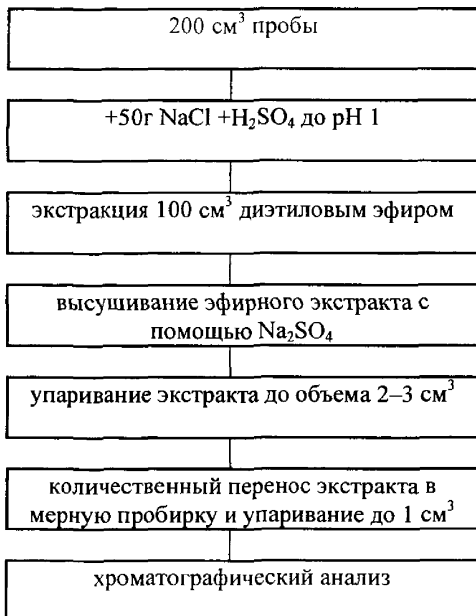 200 см³ пробы
+50г NaCl +H₂SO₄ до pH 1
экстракция 100 см³ диэтиловым эфиром
высушивание эфирного экстракта с
помощью Na₂SO₄
упаривание экстракта до объема 2–3 см³
количественный перенос экстракта в
мерную пробирку и упаривание до 1 см³
хроматографический анализ